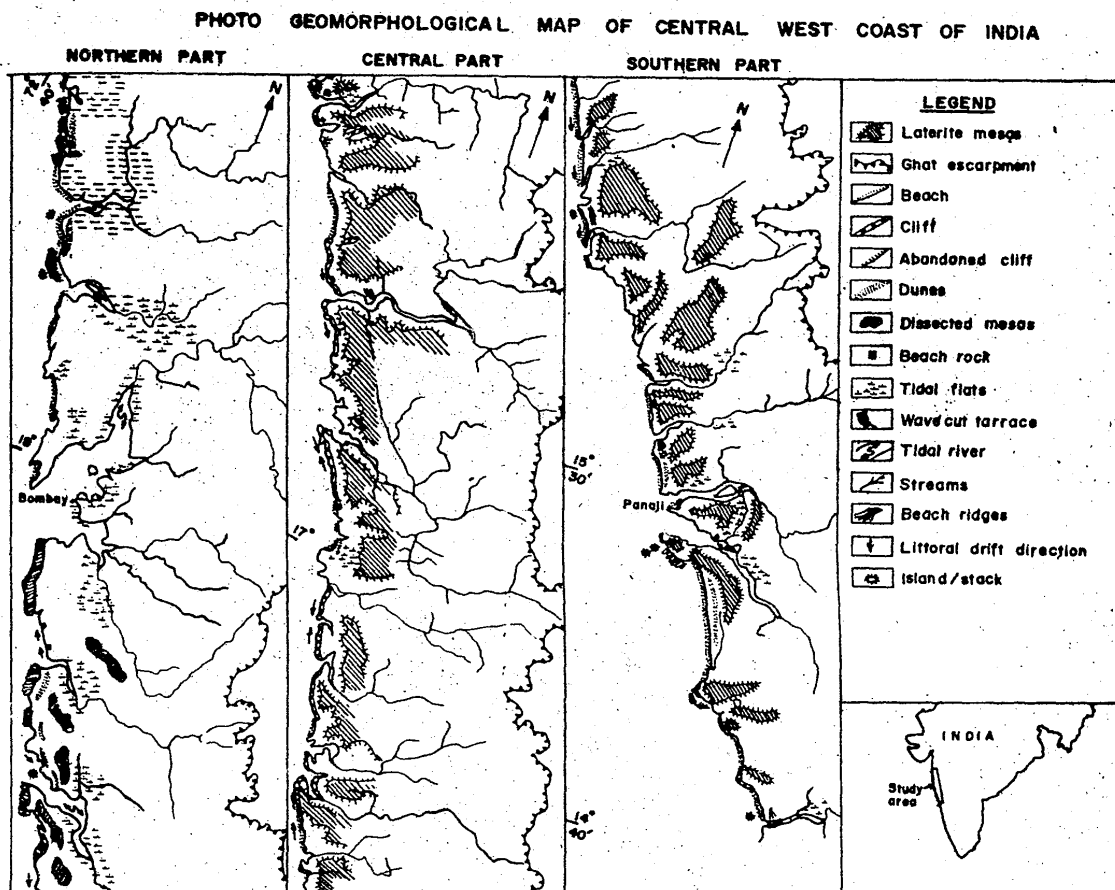 PHOTO GEOMORPHOLOGICAL MAP OF CENTRAL WEST COAST OF INDIA
NORTHERN PART
CENTRAL PART
SOUTHERN PART
N
N
N
LEGEND
Laterite mesas
Ghat escarpment
Beach
Cliff
Abandoned cliff
Dunes
Dissected mesas
Beach rock
Tidal flats
Wave cut tarrace
Tidal river
Streams
Beach ridges
Littoral drift direction
Island/stack
Bombay
17°
15°
30'
Panaji
14°
40'
INDIA
Study
area